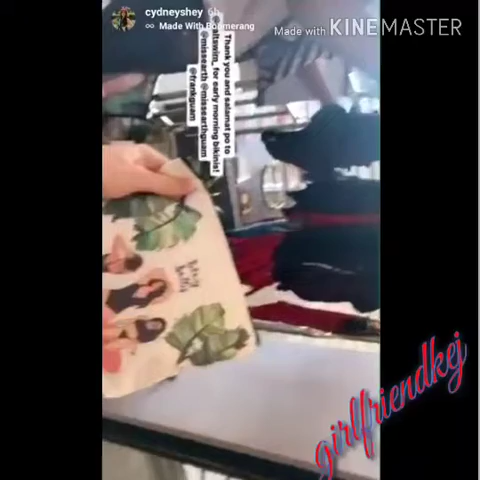 cydneyshey 6h
∞ Made With Boomerang
Made with KINEMASTER
Thank you and salamat po to
for early morning bikinis!
@missearth @missearthguam
@frankguam
girlfriendkej